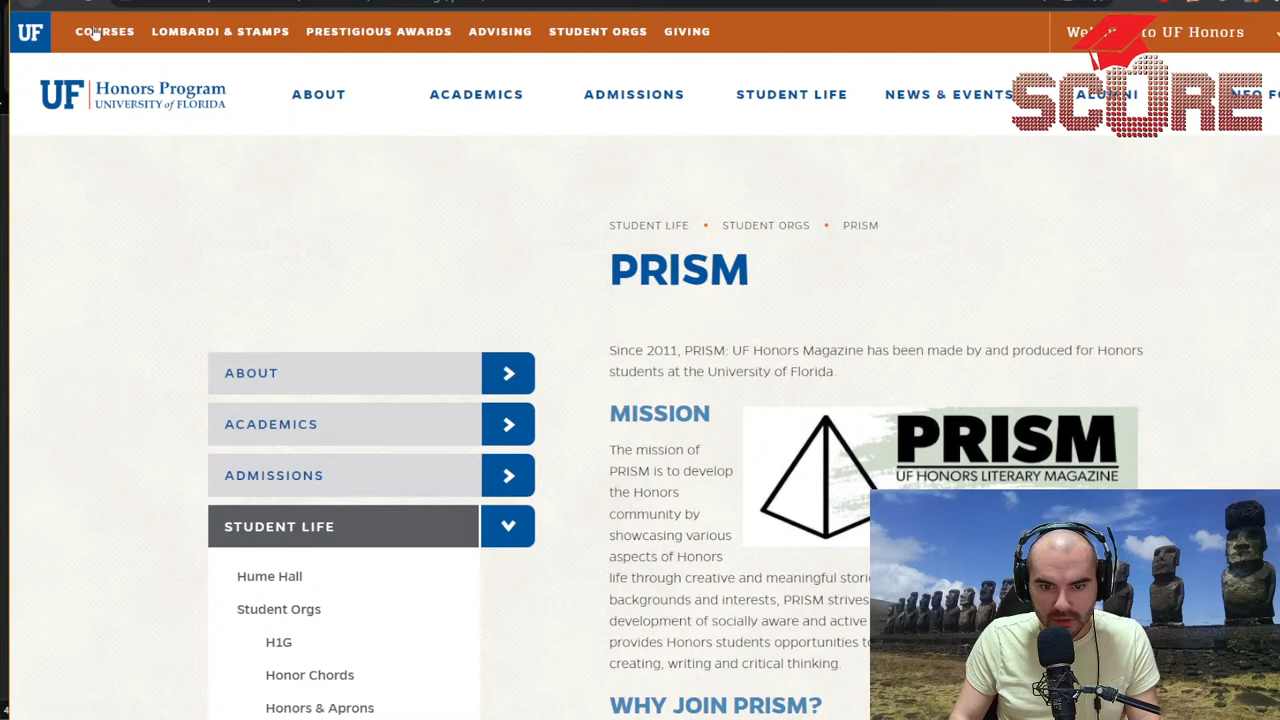 UF COURSES LOMBARDI & STAMPS PRESTIGIOUS AWARDS ADVISING STUDENT ORGS GIVING to UF Honors
SCORE
UF Honors Program
UNIVERSITY of FLORIDA
ABOUT ACADEMICS ADMISSIONS STUDENT LIFE NEWS & EVENTS ALUMNI
STUDENT LIFE • STUDENT ORGS • PRISM
PRISM
Since 2011, PRISM: UF Honors Magazine has been made by and produced for Honors
students at the University of Florida.
MISSION
The mission of
PRISM is to develop
the Honors
community by
showcasing various
aspects of Honors
life through creative and meaningful
backgrounds and interests, PRISM strives
development of socially aware and active
provides Honors students opportunities
creating, writing and critical thinking.
PRISM
UF HONORS LITERARY MAGAZINE
WHY JOIN PRISM?
ABOUT
ACADEMICS
ADMISSIONS
STUDENT LIFE
Hume Hall
Student Orgs
H1G
Honor Chords
Honors & Aprons